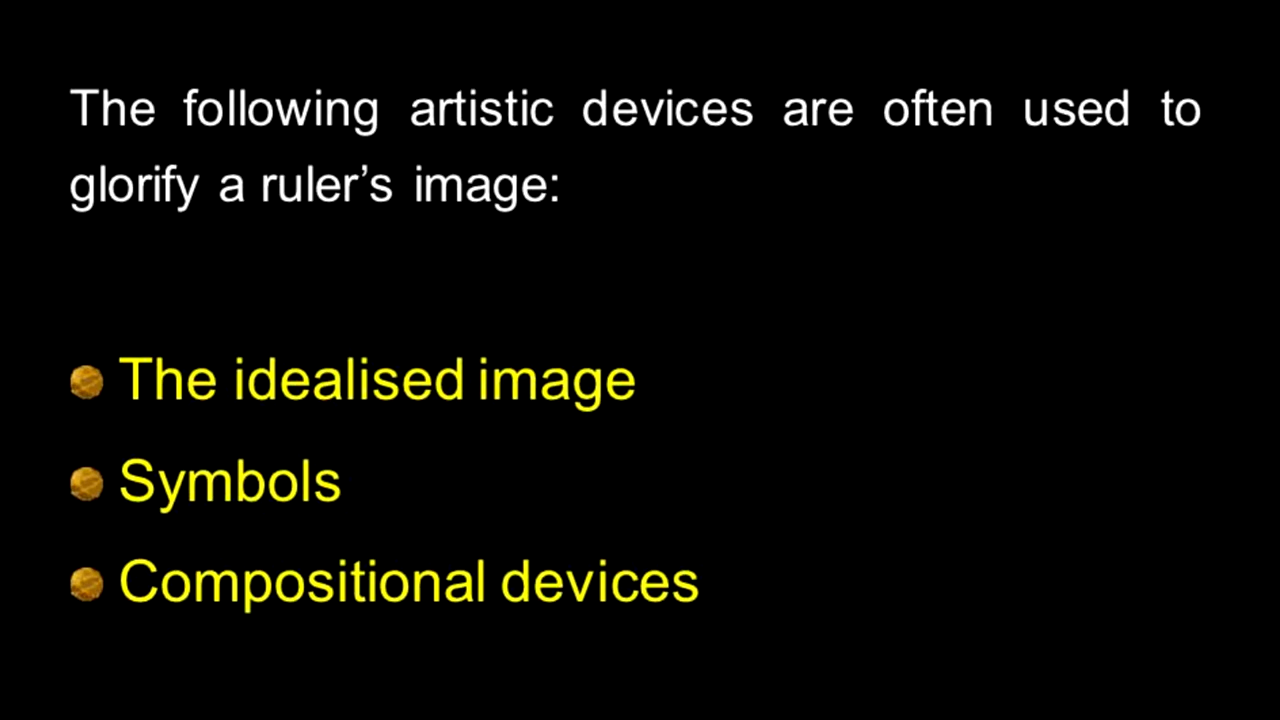 The following artistic devices are often used to
glorify a ruler’s image:
The idealised image
Symbols
Compositional devices